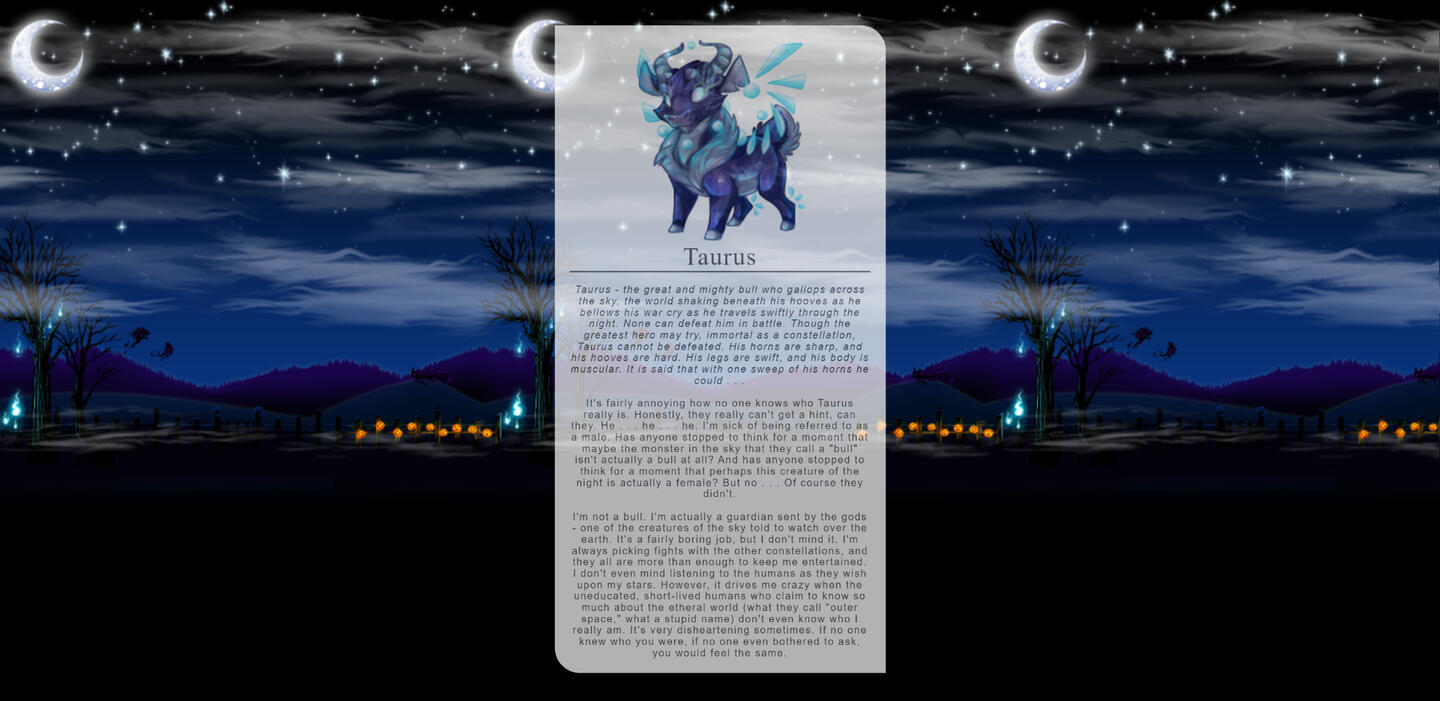 Taurus
Taurus - the great and mighty bull who gallops across
the sky, the world shaking beneath his hooves as he
bellows his war cry as he travels swiftly through the
night. None can defeat him in battle. Though the
greatest hero may try, immortal as a constellation,
Taurus cannot be defeated. His horns are sharp, and
his hooves are hard. His legs are swift, and his body is
muscular. It is said that with one sweep of his horns he
could . . .
It's fairly annoying how no one knows who Taurus
really is. Honestly, they really can't get a hint, can
they. He . . . he . . . he. I'm sick of being referred to as
a male. Has anyone stopped to think for a moment that
maybe the monster in the sky that they call a "bull"
isn't actually a bull at all? And has anyone stopped to
think for a moment that perhaps this creature of the
night is actually a female? But no . . . Of course they
didn't.
I'm not a bull. I'm actually a guardian sent by the gods
- one of the creatures of the sky told to watch over the
earth. It's a fairly boring job, but I don't mind it. I'm
always picking fights with the other constellations, and
they all are more than enough to keep me entertained.
I don't even mind listening to the humans as they wish
upon my stars. However, it drives me crazy when the
uneducated, short-lived humans who claim to know so
much about the etheral world (what they call "outer
space," what a stupid name) don't even know who I
really am. It's very disheartening sometimes. If no one
knew who you were, if no one even bothered to ask,
you would feel the same.